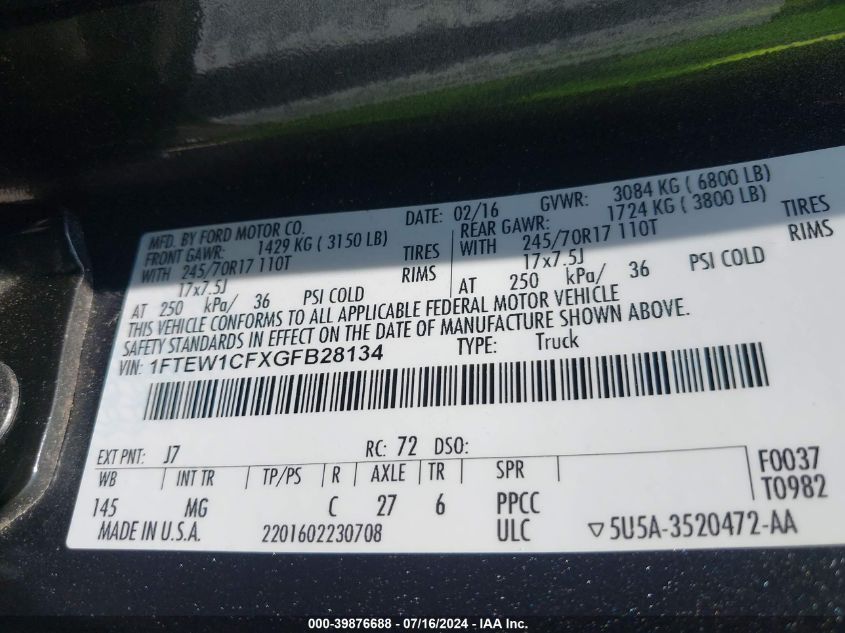 MFD. BY FORD MOTOR CO. DATE: 02/16 GVWR: 3084 KG ( 6800 LB)
FRONT GAWR: 1429 KG ( 3150 LB) REAR GAWR: 1724 KG ( 3800 LB)
WITH 245/70R17 110T TIRES WITH 245/70R17 110T TIRES
17x7.5J RIMS 17x7.5J RIMS
AT 250 kPa/ 36 PSI COLD AT 250 kPa/ 36 PSI COLD
THIS VEHICLE CONFORMS TO ALL APPLICABLE FEDERAL MOTOR VEHICLE
SAFETY STANDARDS IN EFFECT ON THE DATE OF MANUFACTURE SHOWN ABOVE.
VIN: 1FTEW1CFXGFB28134 TYPE: Truck
EXT PNT: J7 RC: 72 DSO:
WB INT TR TP/PS R AXLE TR SPR F0037
145 MG C 27 6 PPCC T0982
MADE IN U.S.A. 2201602230708 ULC ▽5U5A-3520472-AA
000-39876688 - 07/16/2024 - IAAI INC.